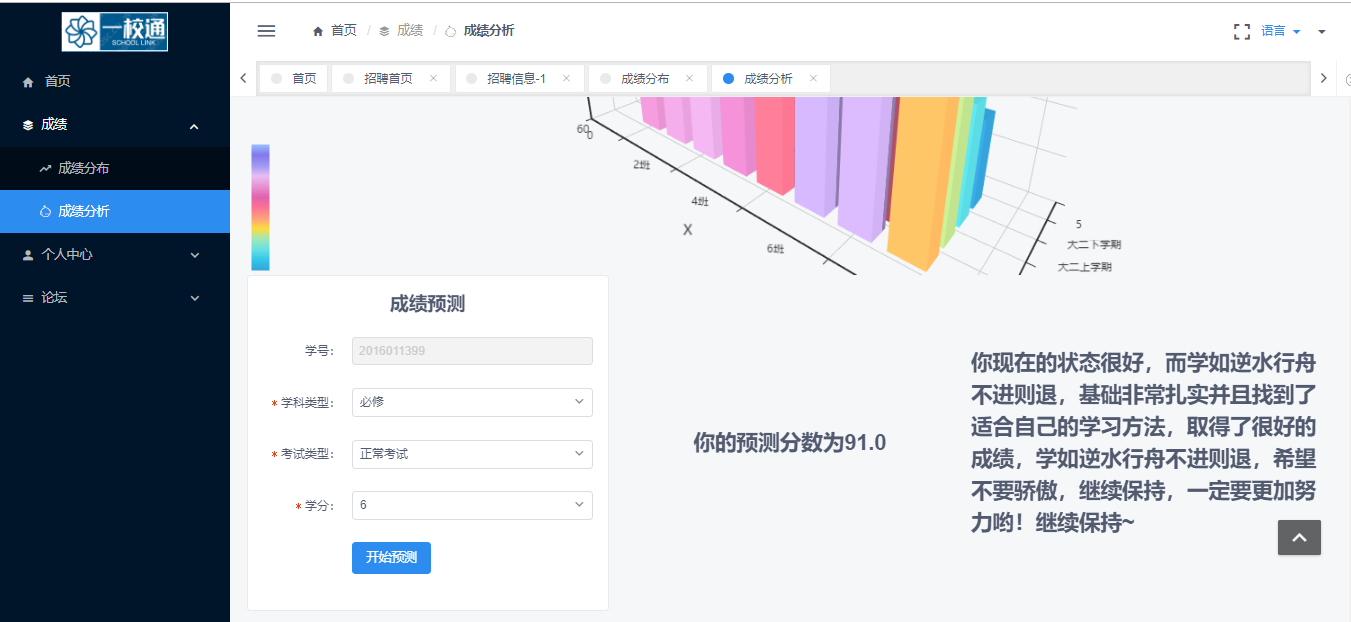 一校通
SCHOOL LINK
首页
成绩
成绩分布
成绩分析
个人中心
论坛
首页 / 成绩 / 成绩分析
语言
首页
招聘首页
招聘信息-1
成绩分布
成绩分析
60
0
2班
4班
6班
X
5
大二下学期
大二上学期
成绩预测
学号：
2016011399
* 学科类型：
必修
* 考试类型：
正常考试
* 学分：
6
开始预测
你的预测分数为91.0
你现在的状态很好，而学如逆水行舟
不进则退，基础非常扎实并且找到了
适合自己的学习方法，取得了很好的
成绩，学如逆水行舟不进则退，希望
不要骄傲，继续保持，一定要更加努
力哟！继续保持~